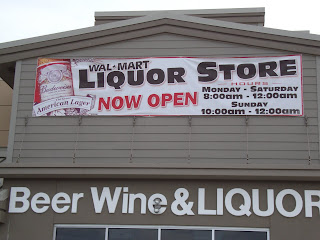 WAL-MART
LIQUOR STORE
NOW OPEN
HOURS
MONDAY - SATURDAY
8:00am - 12:00am
SUNDAY
10:00am - 12:00am
Budweiser
American Lager
Beer Wine & LIQUOR